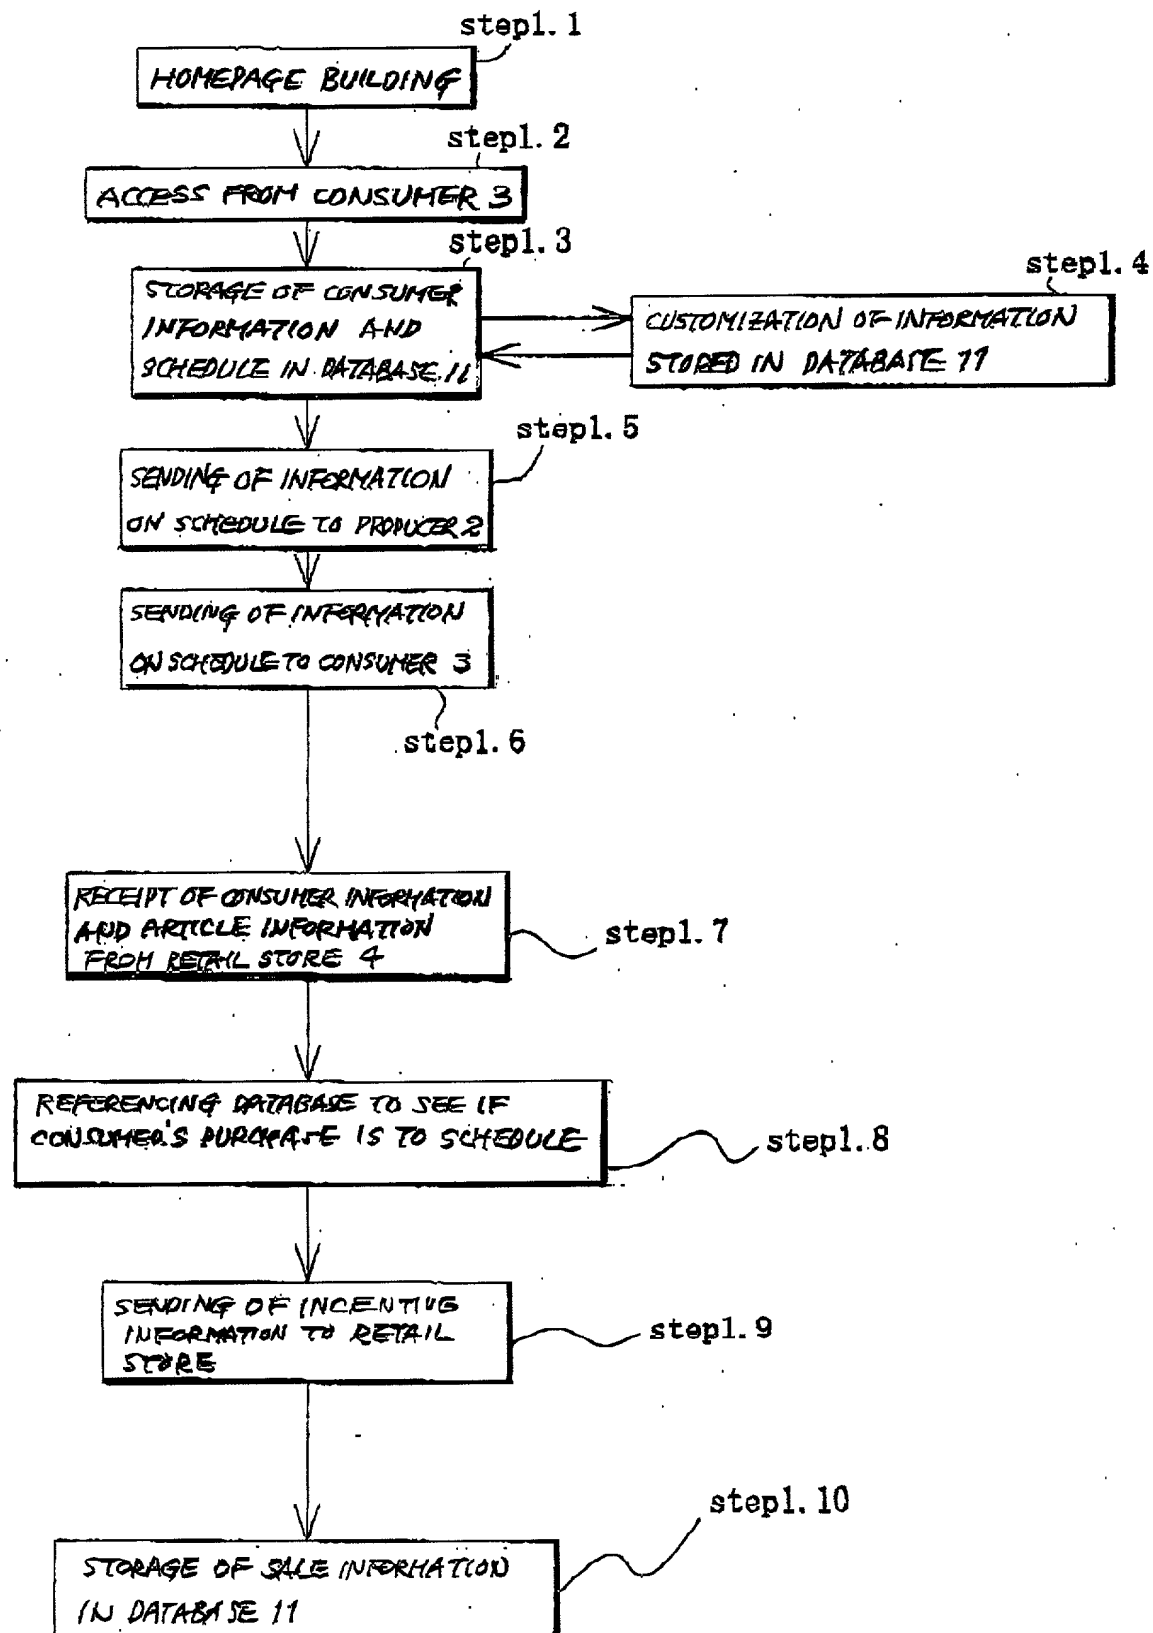 step1.1
HOMEPAGE BUILDING
step1.2
ACCESS FROM CONSUMER 3
step1.3
STORAGE OF CONSUMER
INFORMATION AND
SCHEDULE IN DATABASE 11
step1.4
CUSTOMIZATION OF INFORMATION
STORED IN DATABASE 11
step1.5
SENDING OF INFORMATION
ON SCHEDULE TO PRODUCER 2
SENDING OF INFORMATION
ON SCHEDULE TO CONSUMER 3
step1.6
RECEIPT OF CONSUMER INFORMATION
AND ARTICLE INFORMATION
FROM RETAIL STORE 4
step1.7
REFERENCING DATABASE TO SEE IF
CONSUMER'S PURCHASE IS TO SCHEDULE
step1.8
SENDING OF INCENTIVE
INFORMATION TO RETAIL
STORE
step1.9
step1.10
STORAGE OF SALE INFORMATION
IN DATABASE 11